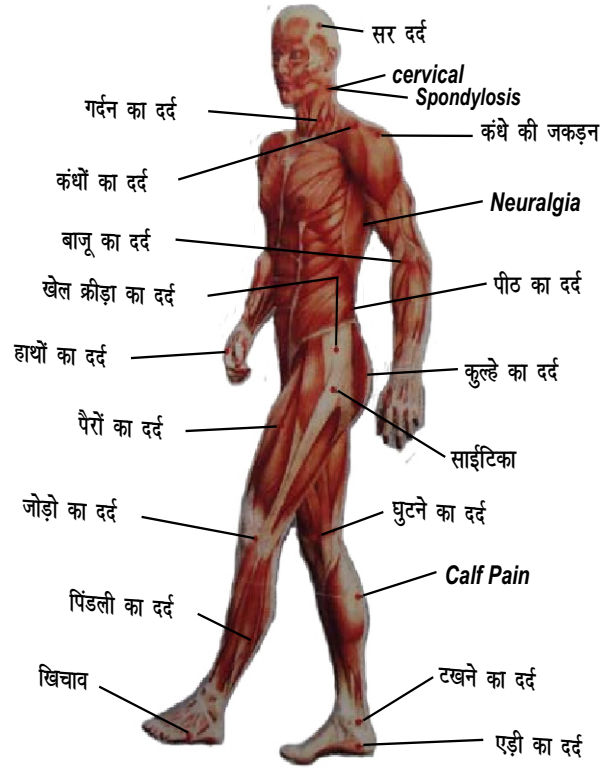 सर दर्द
cervical
Spondylosis
गर्दन का दर्द
कंधे की जकड़न
कंधों का दर्द
Neuralgia
बाजू का दर्द
खेल क्रीड़ा का दर्द
पीठ का दर्द
हाथों का दर्द
कुल्हे का दर्द
पैरों का दर्द
साईटिका
जोड़ो का दर्द
घुटने का दर्द
Calf Pain
पिंडली का दर्द
खिचाव
टखने का दर्द
एड़ी का दर्द